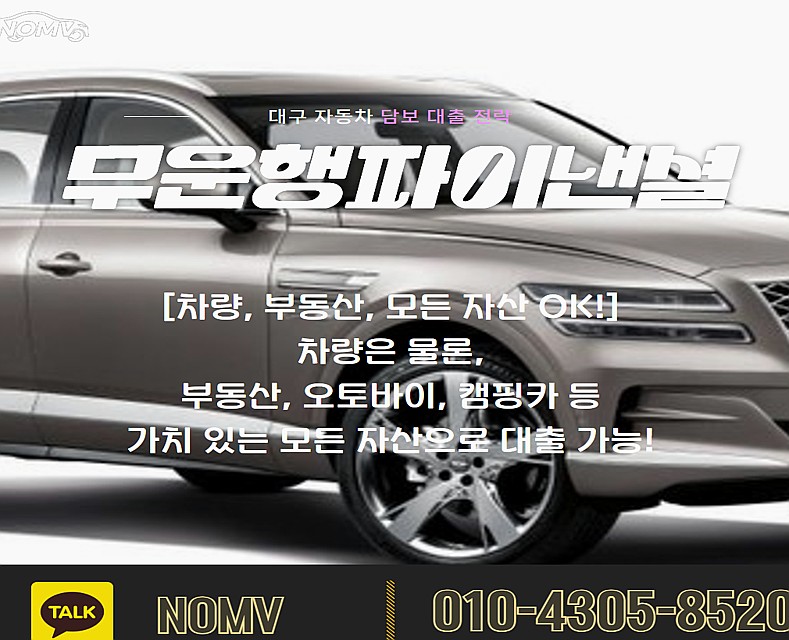 NOMV
대구 자동차 담보 대출 전략
무운행파이낸셜
[차량, 부동산, 모든 자산 OK!]
차량은 물론,
부동산, 오토바이, 캠핑카 등
가치 있는 모든 자산으로 대출 가능!
TALK NOMV 010-4305-8520